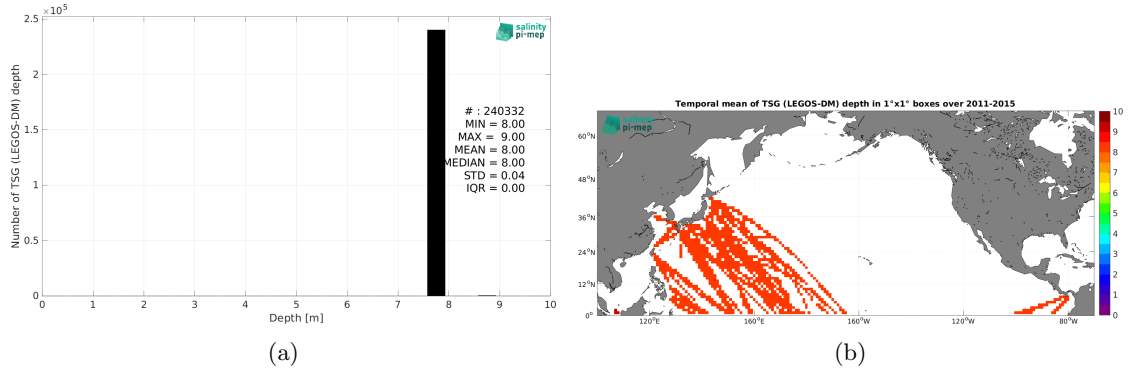 ×10⁵
2.5
2
1.5
1
0.5
0
Number of TSG (LEGOS-DM) depth
salinity
pi-mep
# : 240332
MIN = 8.00
MAX = 9.00
MEAN = 8.00
MEDIAN = 8.00
STD = 0.04
IQR = 0.00
0 1 2 3 4 5 6 7 8 9 10
Depth [m]
(a)
Temporal mean of TSG (LEGOS-DM) depth in 1°x1° boxes over 2011-2015
salinity
pi-mep
60°N
48°N
36°N
24°N
12°N
0°
120°E 160°E 160°W 120°W 80°W
10
9
8
7
6
5
4
3
2
1
0
(b)